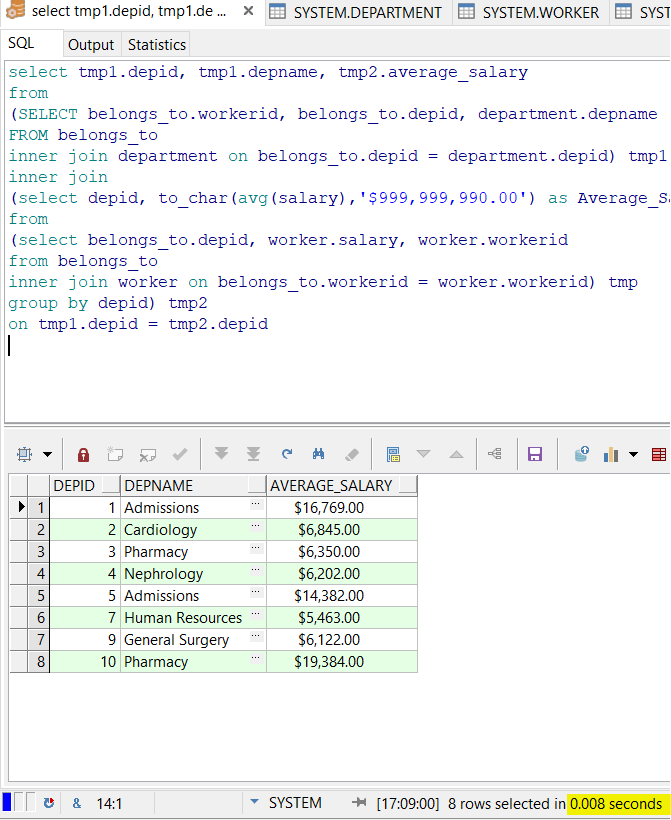 select tmp1.depid, tmp1.de ... SYSTEM.DEPARTMENT SYSTEM.WORKER SYST
SQL Output Statistics
select tmp1.depid, tmp1.depname, tmp2.average_salary
from
(SELECT belongs_to.workerid, belongs_to.depid, department.depname
FROM belongs_to
inner join department on belongs_to.depid = department.depid) tmp1
inner join
(select depid, to_char(avg(salary),'$999,999,990.00') as Average_Sa
from
(select belongs_to.depid, worker.salary, worker.workerid
from belongs_to
inner join worker on belongs_to.workerid = worker.workerid) tmp
group by depid) tmp2
on tmp1.depid = tmp2.depid
DEPID DEPNAME AVERAGE_SALARY
1 1 Admissions ... $16,769.00
2 2 Cardiology ... $6,845.00
3 3 Pharmacy ... $6,350.00
4 4 Nephrology ... $6,202.00
5 5 Admissions ... $14,382.00
6 7 Human Resources ... $5,463.00
7 9 General Surgery ... $6,122.00
8 10 Pharmacy ... $19,384.00
& 14:1 SYSTEM [17:09:00] 8 rows selected in 0.008 seconds